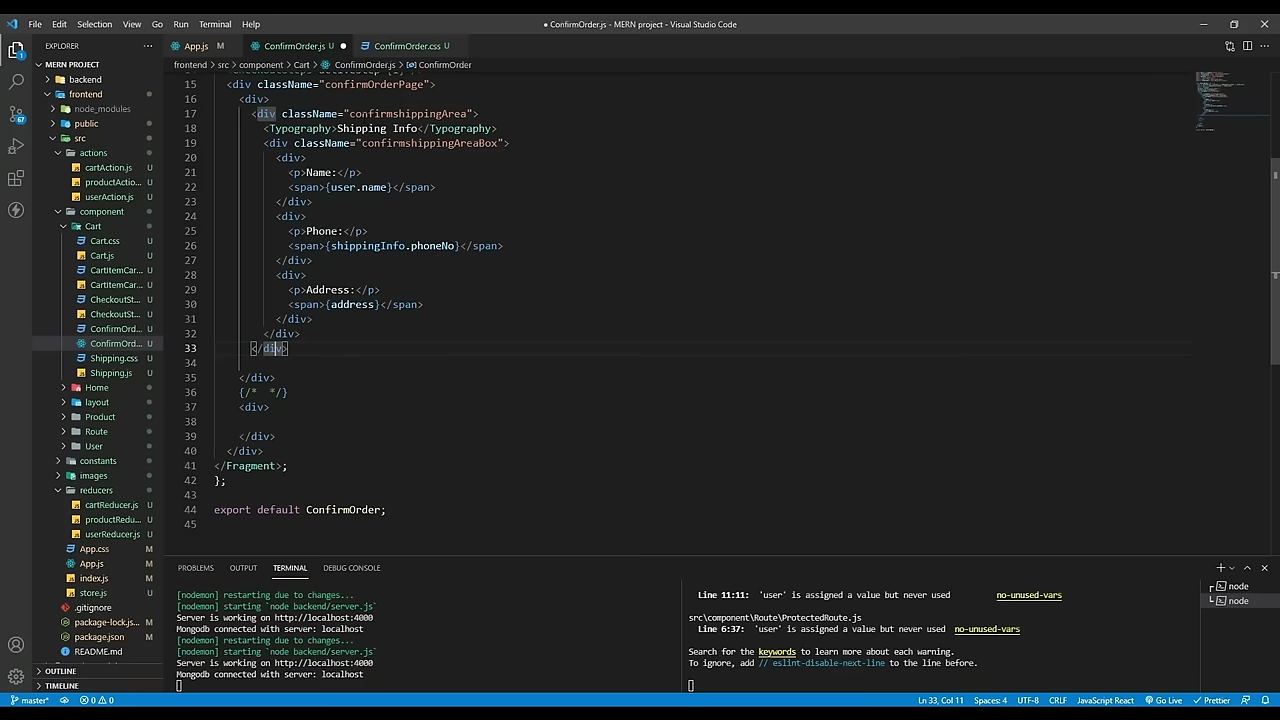 File Edit Selection View Go Run Terminal Help
● ConfirmOrder.js - MERN project - Visual Studio Code
EXPLORER
App.js M
ConfirmOrder.js U
ConfirmOrder.css U
MERN PROJECT
frontend > src > component > Cart > ConfirmOrder.js > ConfirmOrder
backend
frontend
node_modules
public
src
actions
cartAction.js U
productActio... U
userAction.js U
component
Cart
Cart.css U
Cart.js U
CartItemCar... U
CartItemCar... U
CheckoutSt... U
CheckoutSt... U
ConfirmOrd... U
ConfirmOrd... U
Shipping.css U
Shipping.js U
Home
layout
Product
Route
User
constants
images
reducers
cartReducer.js U
productRedu... U
userReducer.js U
App.css M
App.js M
index.js M
store.js M
.gitignore
package-lock.js... M
package.json M
README.md
OUTLINE
TIMELINE
15 <div className="confirmOrderPage">
16 <div>
17 <div className="confirmshippingArea">
18 <Typography>Shipping Info</Typography>
19 <div className="confirmshippingAreaBox">
20 <div>
21 <p>Name:</p>
22 <span>{user.name}</span>
23 </div>
24 <div>
25 <p>Phone:</p>
26 <span>{shippingInfo.phoneNo}</span>
27 </div>
28 <div>
29 <p>Address:</p>
30 <span>{address}</span>
31 </div>
32 </div>
33 </div>
34
35 </div>
36 {/*  */}
37 <div>
38
39 </div>
40 </div>
41 </Fragment>;
42 };
43
44 export default ConfirmOrder;
45
PROBLEMS OUTPUT TERMINAL DEBUG CONSOLE
[nodemon] restarting due to changes...
[nodemon] starting `node backend/server.js`
Server is working on http://localhost:4000
Mongodb connected with server: localhost
[nodemon] restarting due to changes...
[nodemon] starting `node backend/server.js`
Server is working on http://localhost:4000
Mongodb connected with server: localhost
Line 11:11: 'user' is assigned a value but never used no-unused-vars
src\component\Route\ProtectedRoute.js
Line 6:37: 'user' is assigned a value but never used no-unused-vars
Search for the keywords to learn more about each warning.
To ignore, add // eslint-disable-next-line to the line before.
node
node
master* 0 0
Ln 33, Col 11 Spaces: 4 UTF-8 CRLF JavaScript React Go Live Prettier